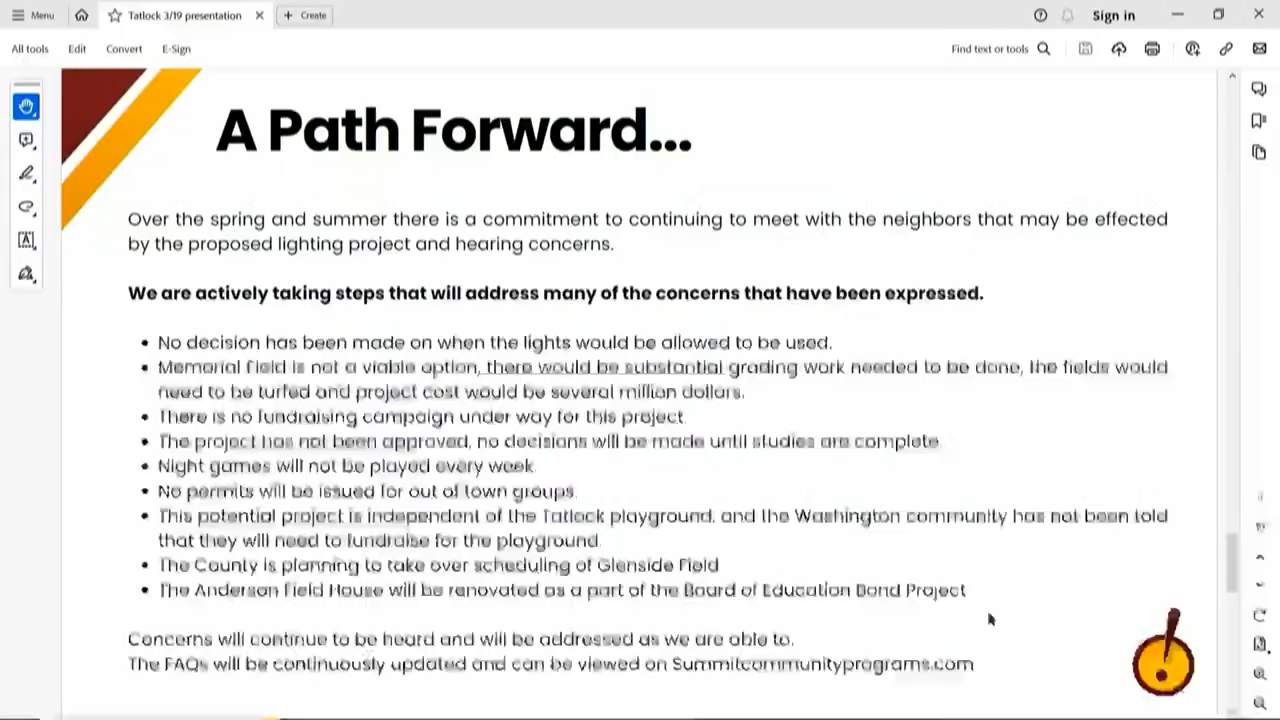 Menu
Tatlock 3/19 presentation
Create
Sign in
All tools
Edit
Convert
E-Sign
Find text or tools
A Path Forward...
Over the spring and summer there is a commitment to continuing to meet with the neighbors that may be effected
by the proposed lighting project and hearing concerns.
We are actively taking steps that will address many of the concerns that have been expressed.
• No decision has been made on when the lights would be allowed to be used.
• Memorial Field is not a viable option, there would be substantial grading work needed to be done, the fields would
need to be turfed and project cost would be several million dollars.
• There is no fundraising campaign under way for this project.
• The project has not been approved, no decisions will be made until studies are complete.
• Night games will not be played every week.
• No permits will be issued for out of town groups.
• This potential project is independent of the Tatlock playground, and the Washington community has not been told
that they will need to fundraise for the playground.
• The County is planning to take over scheduling of Glenside Field
• The Anderson Field House will be renovated as a part of the Board of Education Bond Project
Concerns will continue to be heard and will be addressed as we are able to.
The FAQs will be continuously updated and can be viewed on Summitcommunityprograms.com